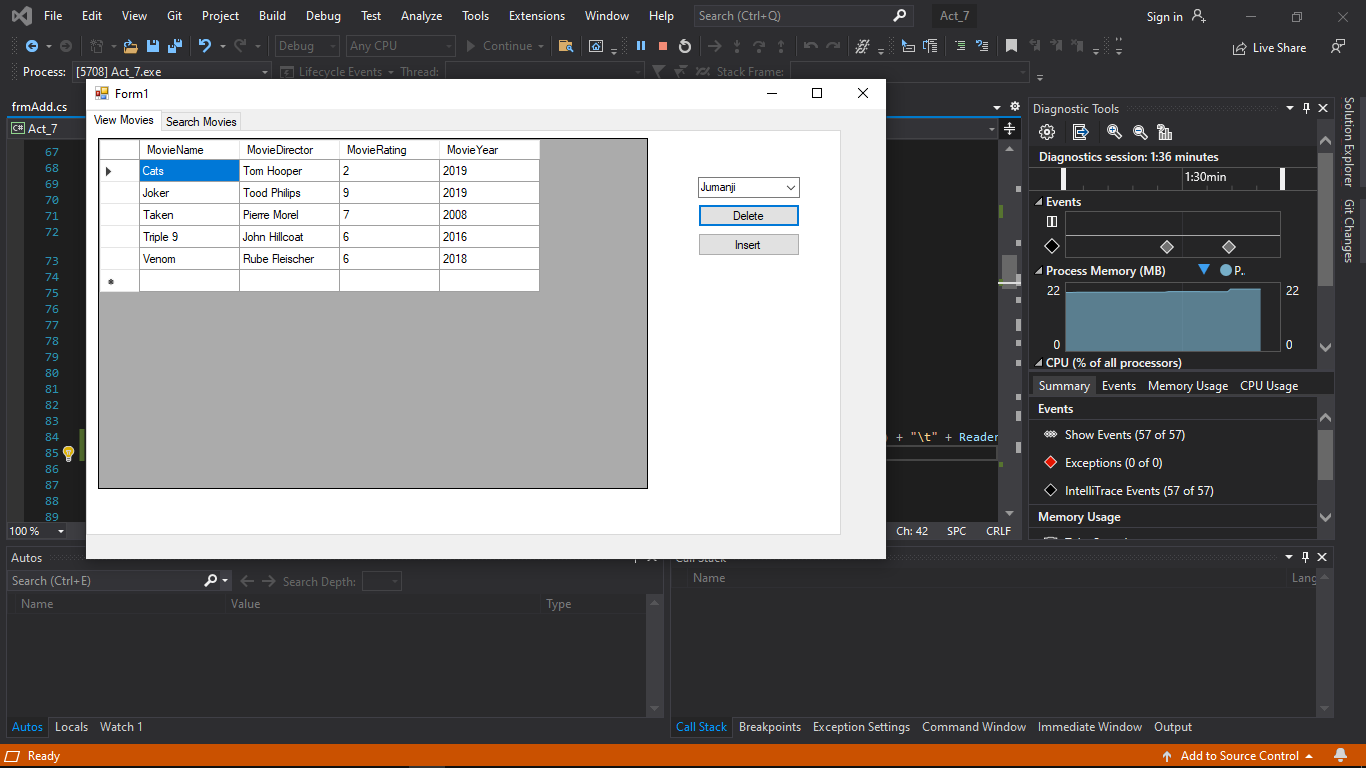 File Edit View Git Project Build Debug Test Analyze Tools Extensions Window Help Search (Ctrl+Q) Act_7 Sign in
Debug Any CPU Continue Live Share
Process: [5708] Act_7.exe Lifecycle Events Thread: Stack Frame:
Form1
frmAdd.cs
Act_7
View Movies Search Movies
MovieName MovieDirector MovieRating MovieYear
Cats Tom Hooper 2 2019
Joker Tood Philips 9 2019
Taken Pierre Morel 7 2008
Triple 9 John Hillcoat 6 2016
Venom Rube Fleischer 6 2018
Jumanji
Delete
Insert
67
68
69
70
71
72
73
74
75
76
77
78
79
80
81
82
83
84 + "\t" + Reader
85
86
87
88
89
100 % Ch: 42 SPC CRLF
Diagnostic Tools
Diagnostics session: 1:36 minutes
1:30min
Events
Process Memory (MB) P..
22 22
0 0
CPU (% of all processors)
Summary Events Memory Usage CPU Usage
Events
Show Events (57 of 57)
Exceptions (0 of 0)
IntelliTrace Events (57 of 57)
Memory Usage
Solution Explorer
Git Changes
Autos
Search (Ctrl+E) Search Depth:
Name Value Type
Autos Locals Watch 1
Call Stack
Name Lang
Call Stack Breakpoints Exception Settings Command Window Immediate Window Output
Ready Add to Source Control